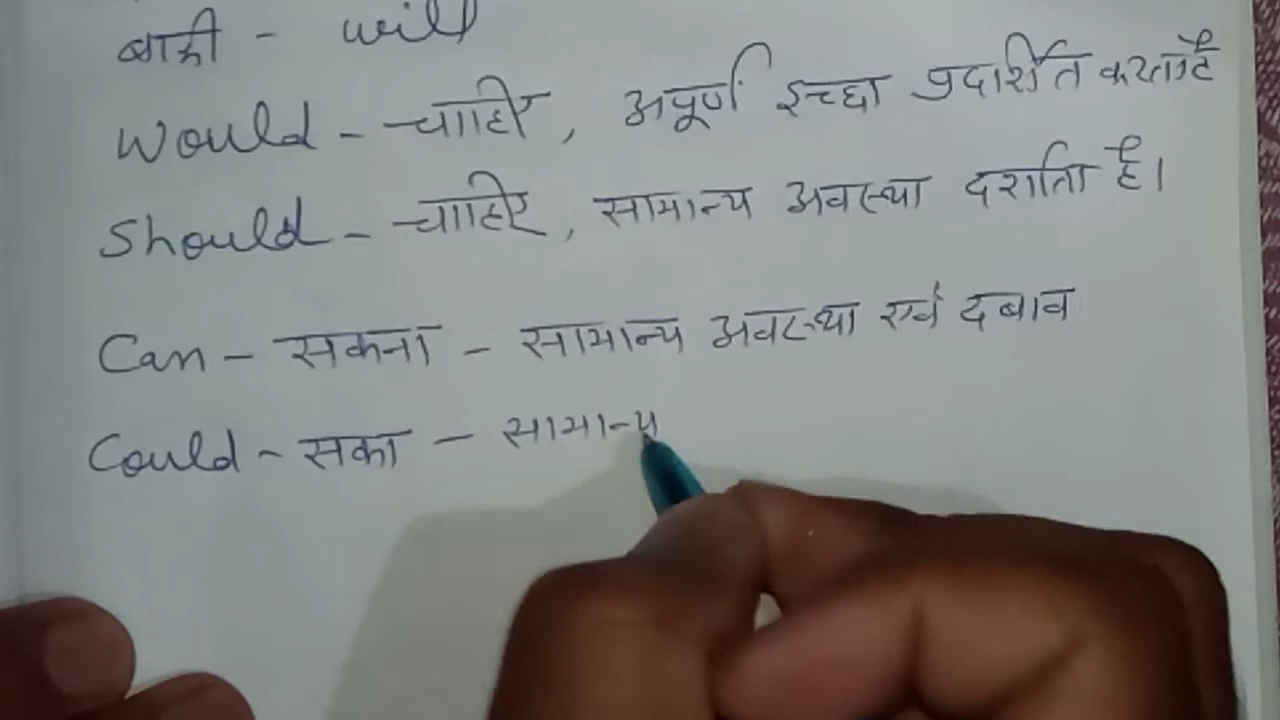 बाकी - will
Would - चाहिए, अपूर्ण इच्छा प्रदर्शित करता है
Should - चाहिए, सामान्य अवस्था दर्शाता है।
Can - सकना - सामान्य अवस्था एवं दबाव
Could - सका - सामान्य